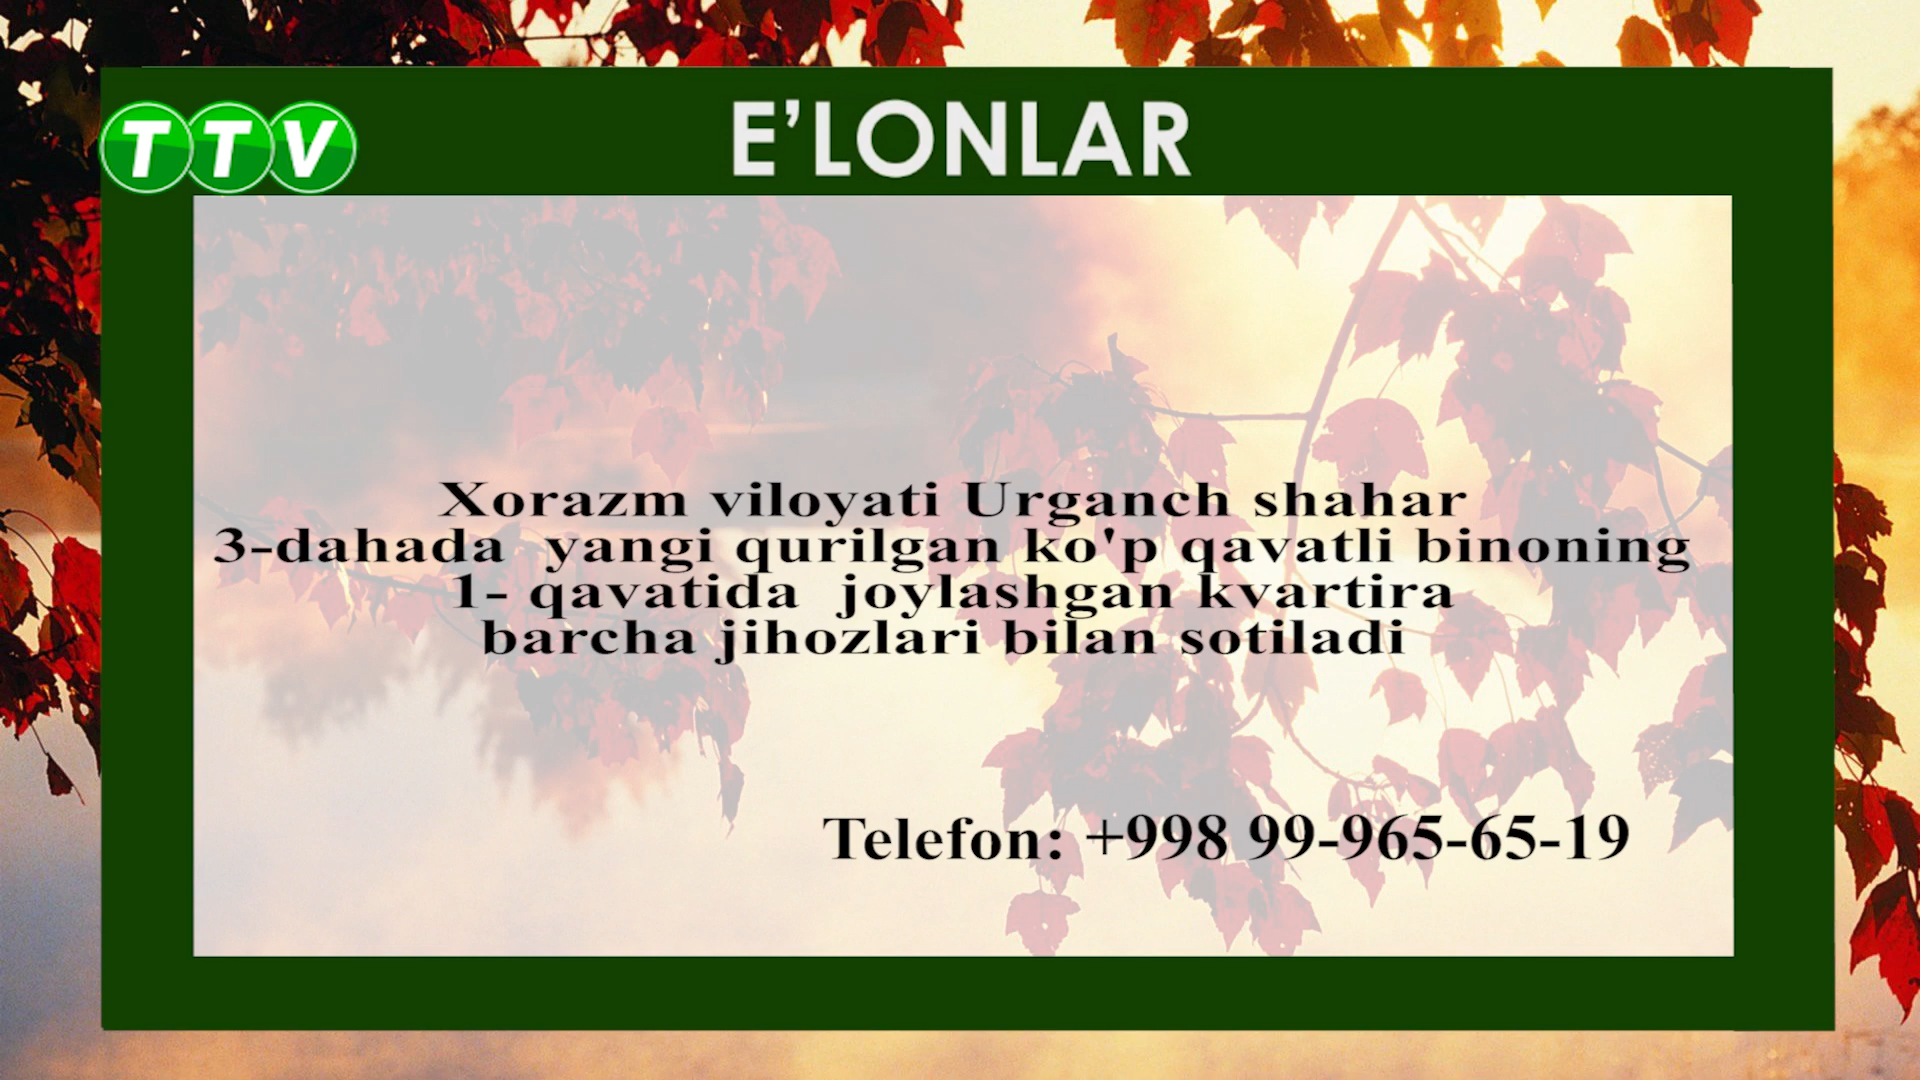 TTV
E’LONLAR
Xorazm viloyati Urganch shahar
3-dahada yangi qurilgan ko'p qavatli binoning
1- qavatida joylashgan kvartira
barcha jihozlari bilan sotiladi
Telefon: +998 99-965-65-19